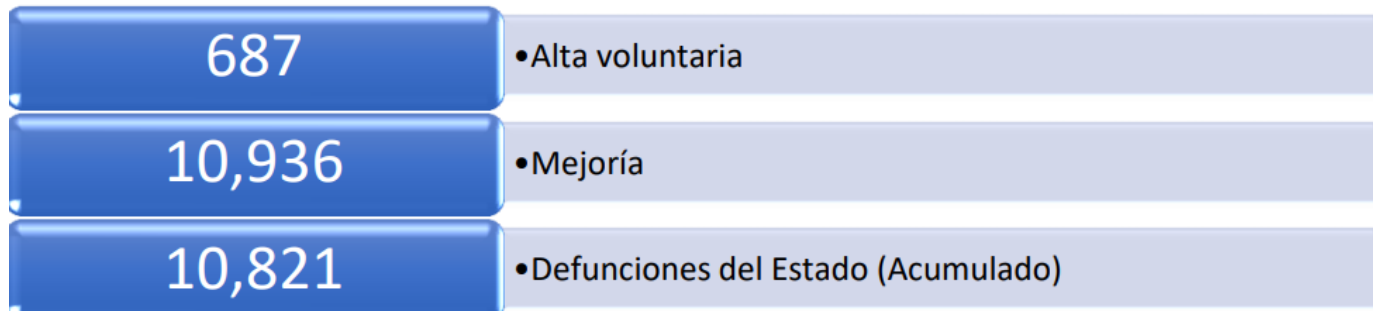 687
•Alta voluntaria
10,936
•Mejoría
10,821
•Defunciones del Estado (Acumulado)